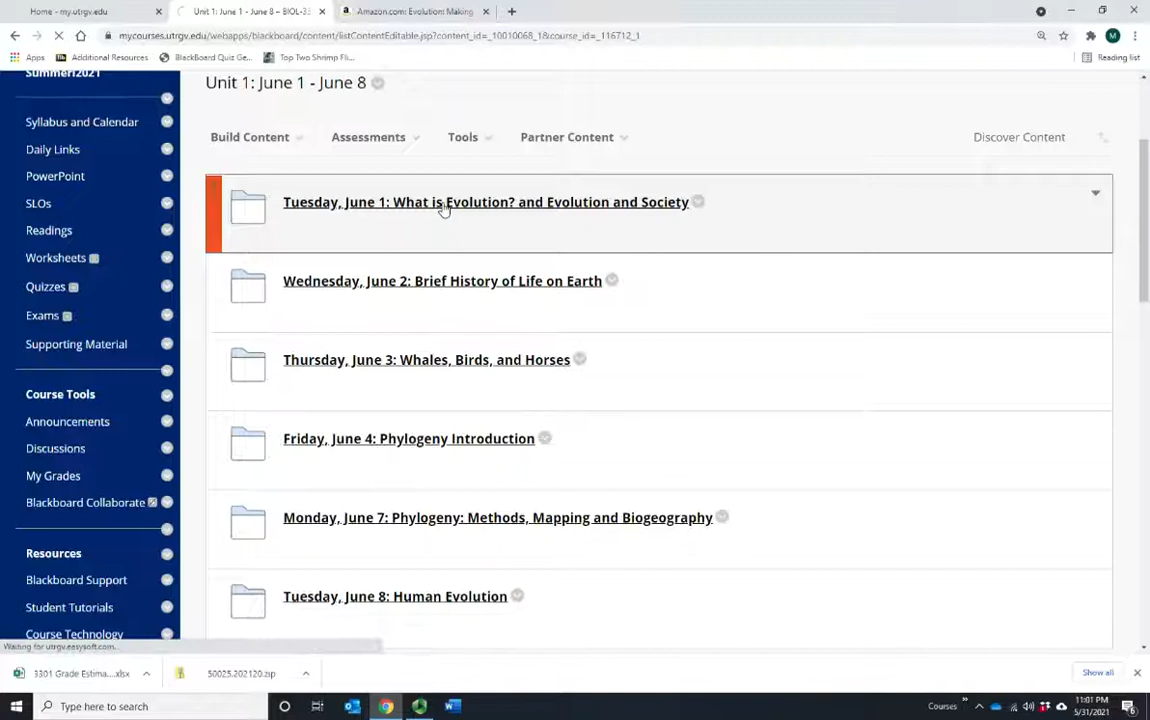 Home - my.utrgv.edu
Unit 1: June 1 - June 8 – BIOL-33
Amazon.com: Evolution: Making
mycourses.utrgv.edu/webapps/blackboard/content/listContentEditable.jsp?content_id=_10010068_1&course_id=_116712_1
Apps
Additional Resources
BlackBoard Quiz Ge...
Top Two Shrimp Fli...
Reading list
Summer12021
Unit 1: June 1 - June 8
Build Content
Assessments
Tools
Partner Content
Discover Content
Syllabus and Calendar
Daily Links
PowerPoint
SLOs
Readings
Worksheets
Quizzes
Exams
Supporting Material
Course Tools
Announcements
Discussions
My Grades
Blackboard Collaborate
Resources
Blackboard Support
Student Tutorials
Course Technology
Tuesday, June 1: What is Evolution? and Evolution and Society
Wednesday, June 2: Brief History of Life on Earth
Thursday, June 3: Whales, Birds, and Horses
Friday, June 4: Phylogeny Introduction
Monday, June 7: Phylogeny: Methods, Mapping and Biogeography
Tuesday, June 8: Human Evolution
Waiting for utrgv.easysoft.com...
3301 Grade Estima....xlsx
50025.202120.zip
Show all
Type here to search
Courses
11:01 PM
5/31/2021